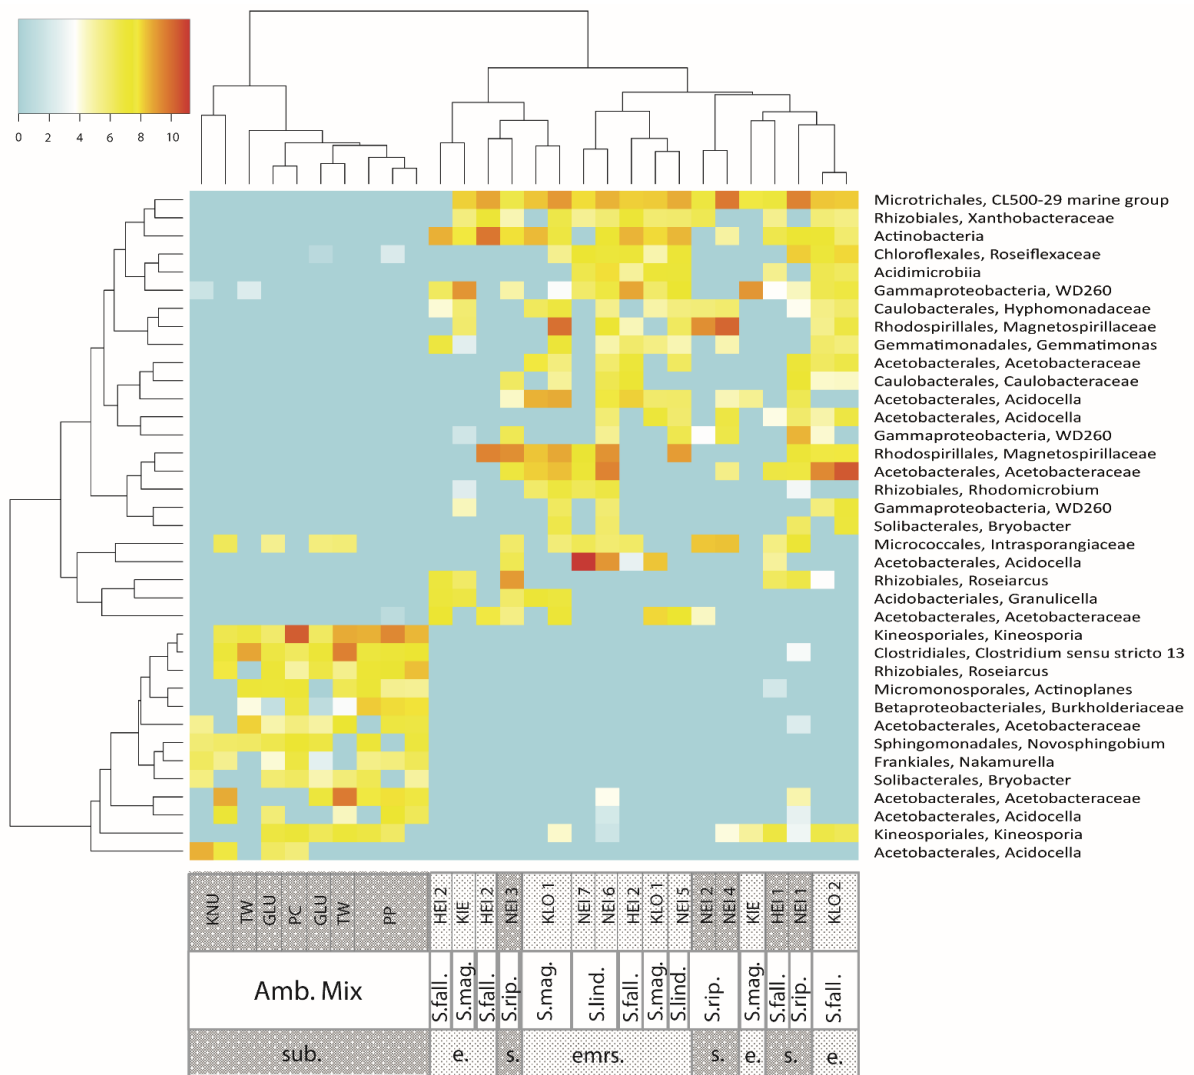 0 2 4 6 8 10
Microtrichales, CL500-29 marine group
Rhizobiales, Xanthobacteraceae
Actinobacteria
Chloroflexales, Roseiflexaceae
Acidimicrobiia
Gammaproteobacteria, WD260
Caulobacterales, Hyphomonadaceae
Rhodospirillales, Magnetospirillaceae
Gemmatimonadales, Gemmatimonas
Acetobacterales, Acetobacteraceae
Caulobacterales, Caulobacteraceae
Acetobacterales, Acidocella
Acetobacterales, Acidocella
Gammaproteobacteria, WD260
Rhodospirillales, Magnetospirillaceae
Acetobacterales, Acetobacteraceae
Rhizobiales, Rhodomicrobium
Gammaproteobacteria, WD260
Solibacterales, Bryobacter
Micrococcales, Intrasporangiaceae
Acetobacterales, Acidocella
Rhizobiales, Roseiarcus
Acidobacteriales, Granulicella
Acetobacterales, Acetobacteraceae
Kineosporiales, Kineosporia
Clostridiales, Clostridium sensu stricto 13
Rhizobiales, Roseiarcus
Micromonosporales, Actinoplanes
Betaproteobacteriales, Burkholderiaceae
Acetobacterales, Acetobacteraceae
Sphingomonadales, Novosphingobium
Frankiales, Nakamurella
Solibacterales, Bryobacter
Acetobacterales, Acetobacteraceae
Acetobacterales, Acidocella
Kineosporiales, Kineosporia
Acetobacterales, Acidocella
KNU TW GLU PC GLU TW PP HEI 2 KIE HEI 2 NEI 3 KLO 1 NEI 7 NEI 6 HEI 2 KLO 1 NEI 5 NEI 2 NEI 4 KIE HEI 1 NEI 1 KLO 2
Amb. Mix S.fall. S.mag. S.fall. S.rip. S.mag. S.lind. S.fall. S.mag. S.lind. S.rip. S.mag. S.fall. S.rip. S.fall.
sub. e. s. emrs. s. e. s. e.